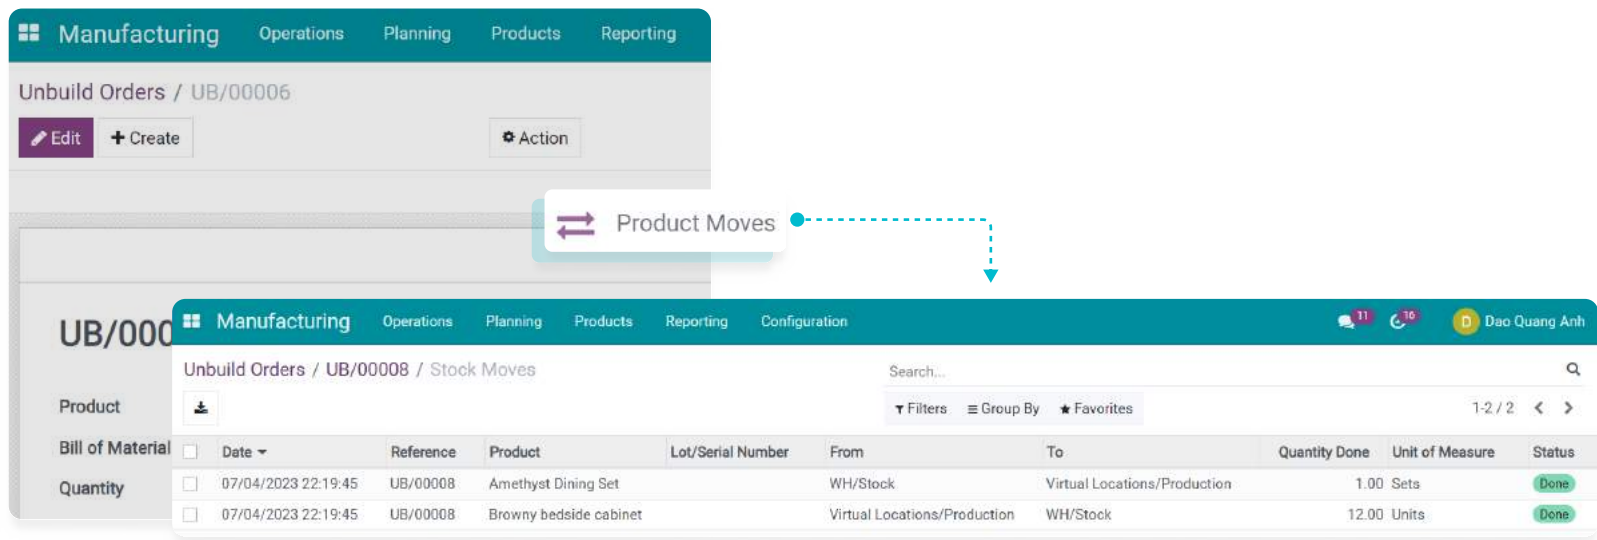 Manufacturing Operations Planning Products Reporting
Unbuild Orders / UB/00006
Edit + Create Action
Product Moves
UB/000
Product
Bill of Material
Quantity
Manufacturing Operations Planning Products Reporting Configuration 11 16 D Dao Quang Anh
Unbuild Orders / UB/00008 / Stock Moves Search...
Filters Group By Favorites 1-2 / 2
Date Reference Product Lot/Serial Number From To Quantity Done Unit of Measure Status
07/04/2023 22:19:45 UB/00008 Amethyst Dining Set WH/Stock Virtual Locations/Production 1.00 Sets Done
07/04/2023 22:19:45 UB/00008 Browny bedside cabinet Virtual Locations/Production WH/Stock 12.00 Units Done